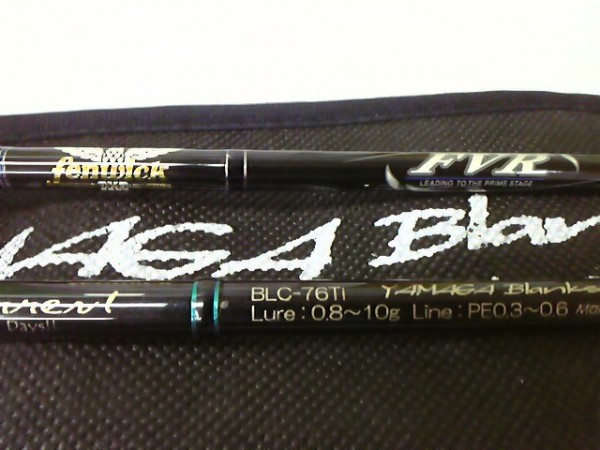 fenwick
FVR
LEADING TO THE PRIME STAGE
AGA Blan
BLC-76Ti YAMAGA Blanks
Days!!
Lure : 0.8~10g Line : PE0.3~0.6